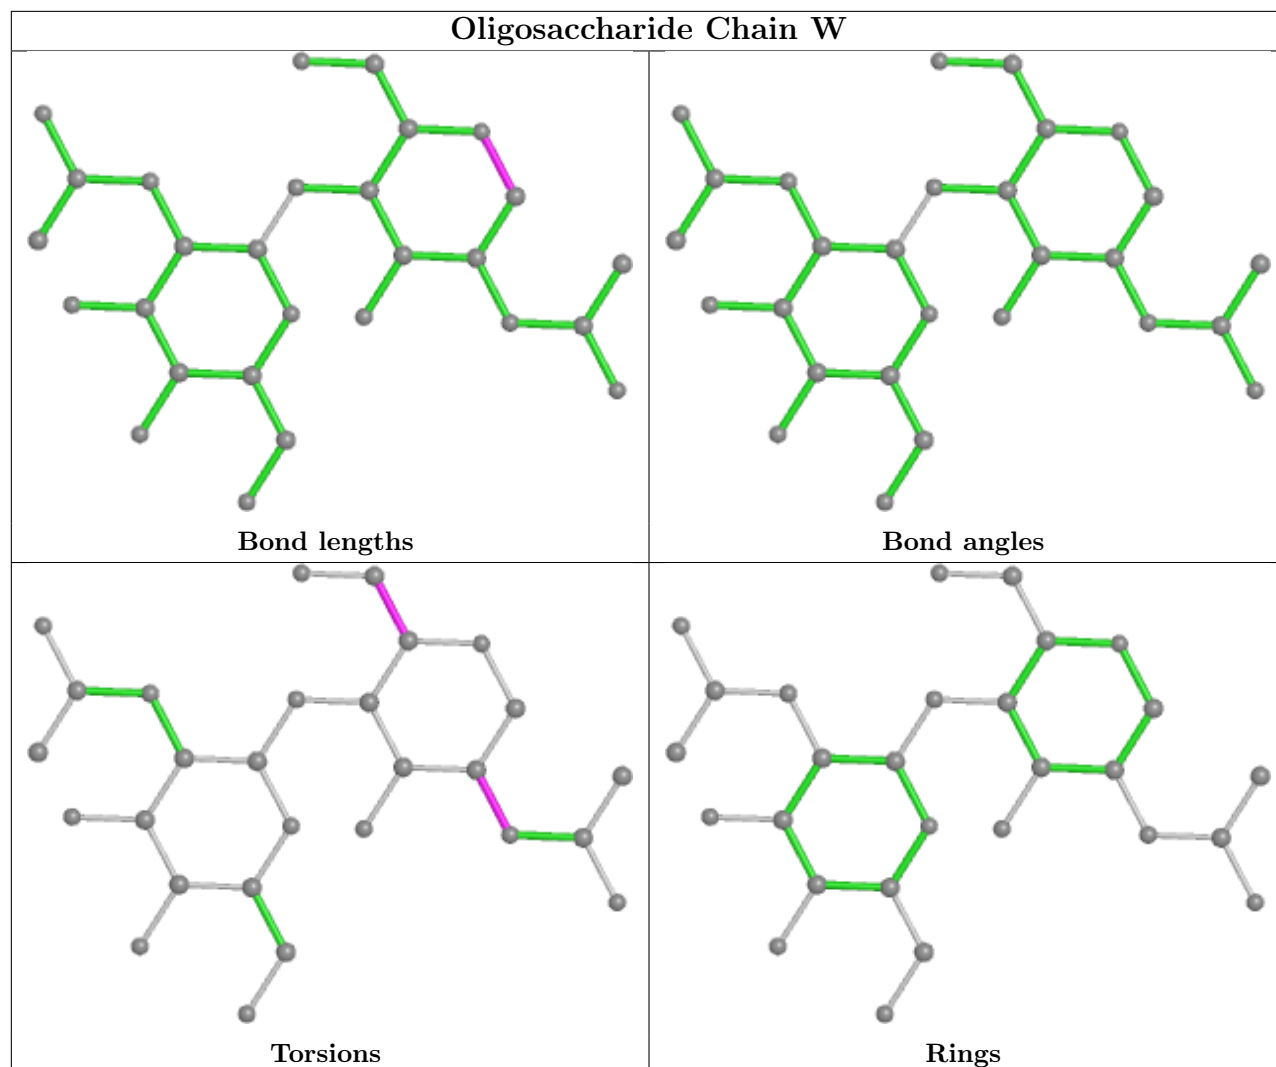 Oligosaccharide Chain W
Bond lengths
Bond angles
Torsions
Rings